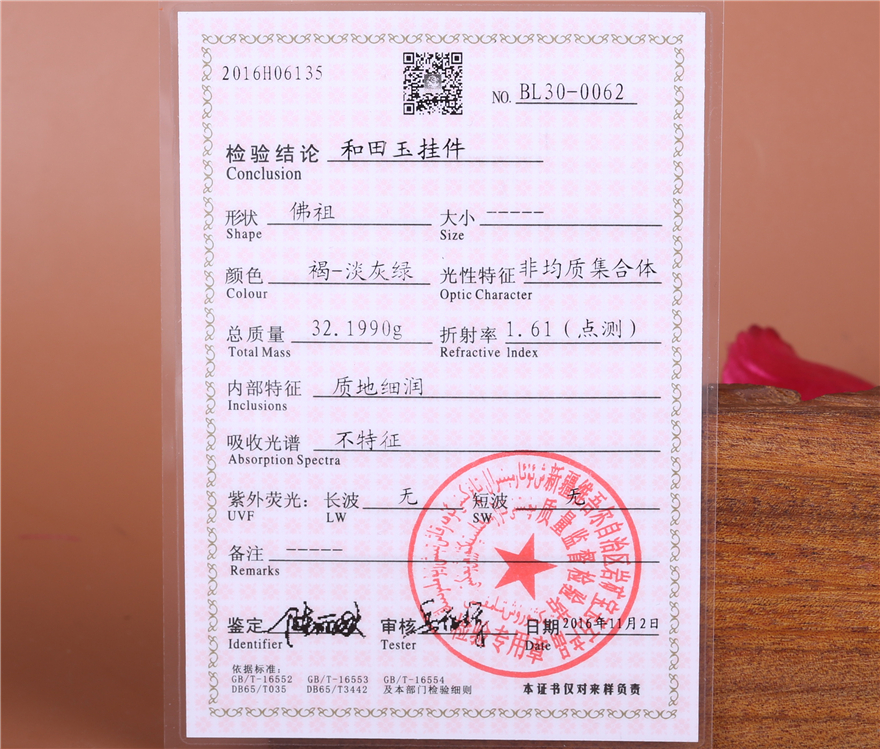 2016H06135
NO. BL30-0062
检验结论 和田玉挂件
Conclusion
形状 佛祖 大小 -----
Shape Size
颜色 褐-淡灰绿 光性特征 非均质集合体
Colour Optic Character
总质量 32.1990g 折射率 1.61(点测)
Total Mass Refractive Index
内部特征 质地细润
Inclusions
吸收光谱 不特征
Absorption Spectra
紫外荧光: 长波 无 短波 无
UVF LW SW
备注 -----
Remarks
鉴定 审核 日期 2016年11月2日
Identifier Tester Date
依据标准:
GB/T-16552 GB/T-16553 GB/T-16554
DB65/T035 DB65/T3442 及本部门检验细则
本证书仅对来样负责
新疆维吾尔自治区岩矿宝玉石产品
质量监督检验站
检验专用章